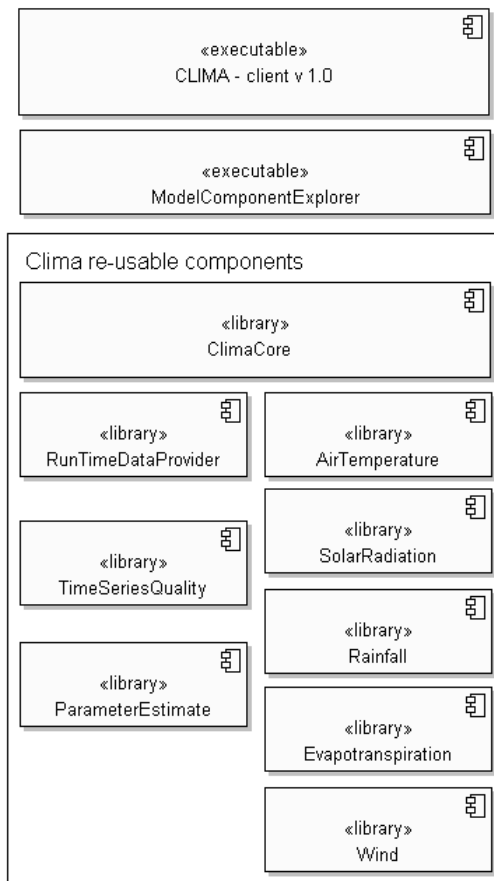 «executable»
CLIMA - client v 1.0
«executable»
ModelComponentExplorer
Clima re-usable components
«library»
ClimaCore
«library»
RunTimeDataProvider
«library»
AirTemperature
«library»
SolarRadiation
«library»
TimeSeriesQuality
«library»
Rainfall
«library»
ParameterEstimate
«library»
Evapotranspiration
«library»
Wind